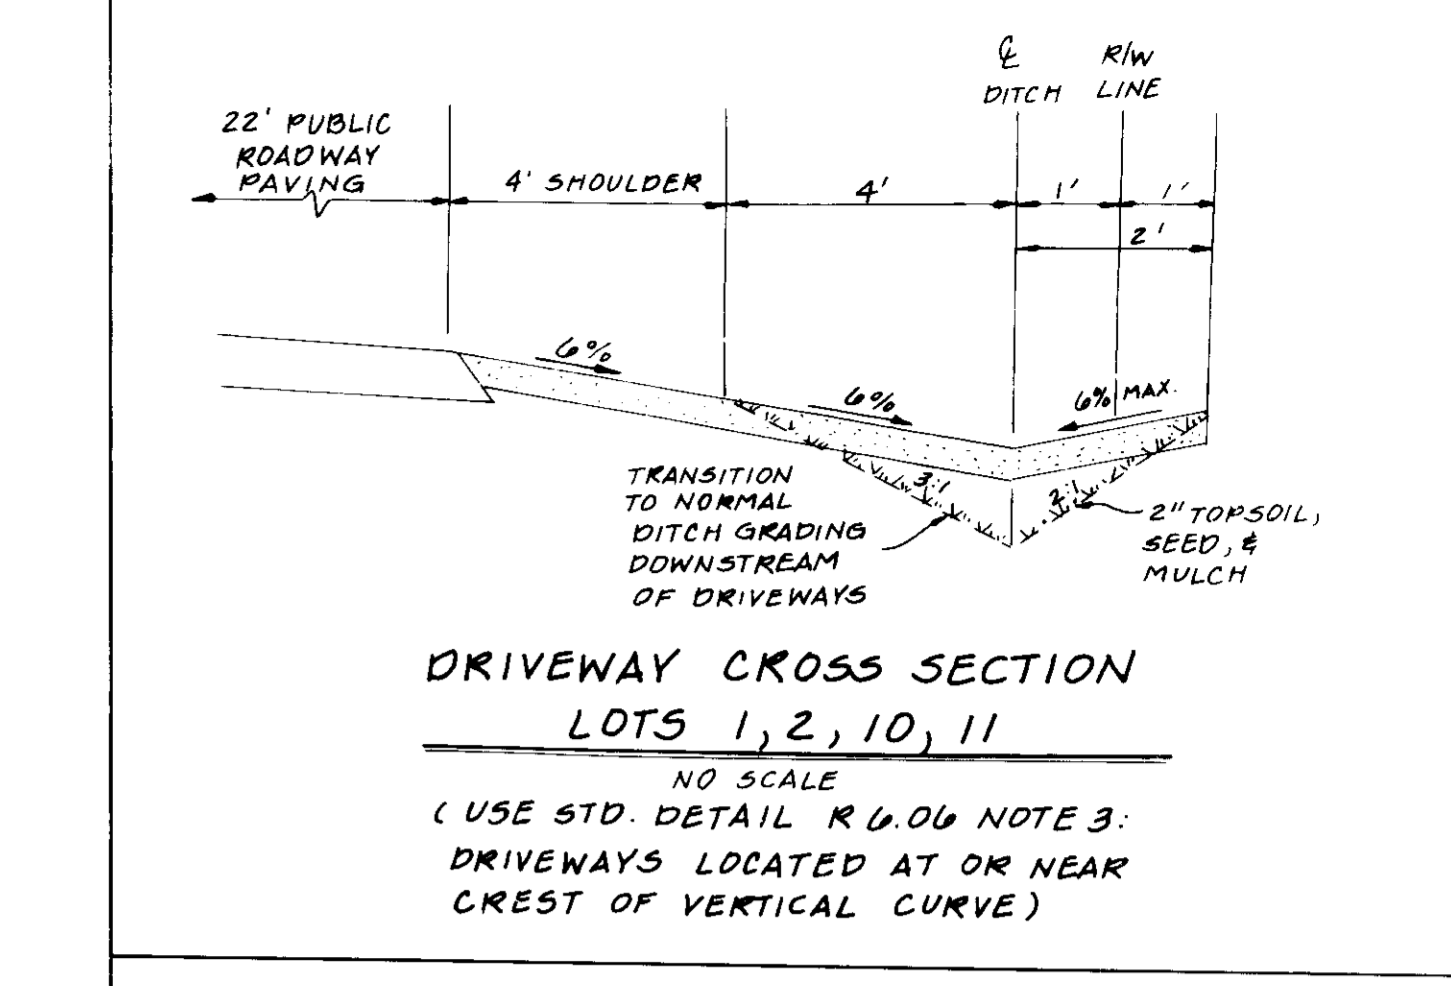 ℄
DITCH
R/W
LINE
22' PUBLIC
ROADWAY
PAVING
4' SHOULDER
4'
1'
1'
2'
6%
6%
6% MAX.
3:1
2:1
TRANSITION
TO NORMAL
DITCH GRADING
DOWNSTREAM
OF DRIVEWAYS
2" TOPSOIL,
SEED, &
MULCH
DRIVEWAY CROSS SECTION
LOTS 1, 2, 10, 11
NO SCALE
(USE STD. DETAIL R 6.06 NOTE 3:
DRIVEWAYS LOCATED AT OR NEAR
CREST OF VERTICAL CURVE)